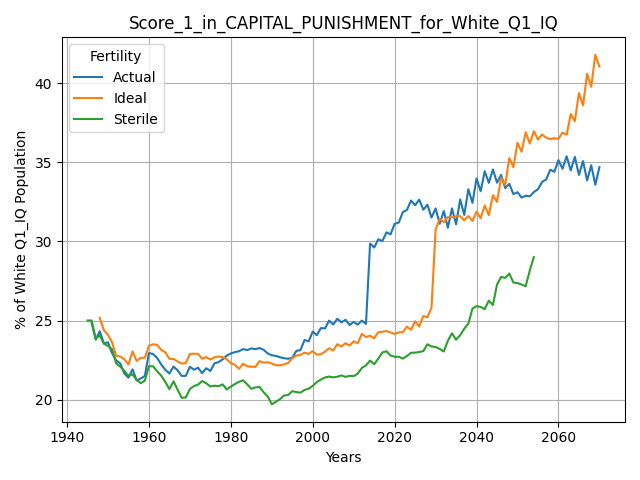 Score_1_in_CAPITAL_PUNISHMENT_for_White_Q1_IQ
Fertility
Actual
Ideal
Sterile
% of White Q1_IQ Population
40
35
30
25
20
1940
1960
1980
2000
2020
2040
2060
Years